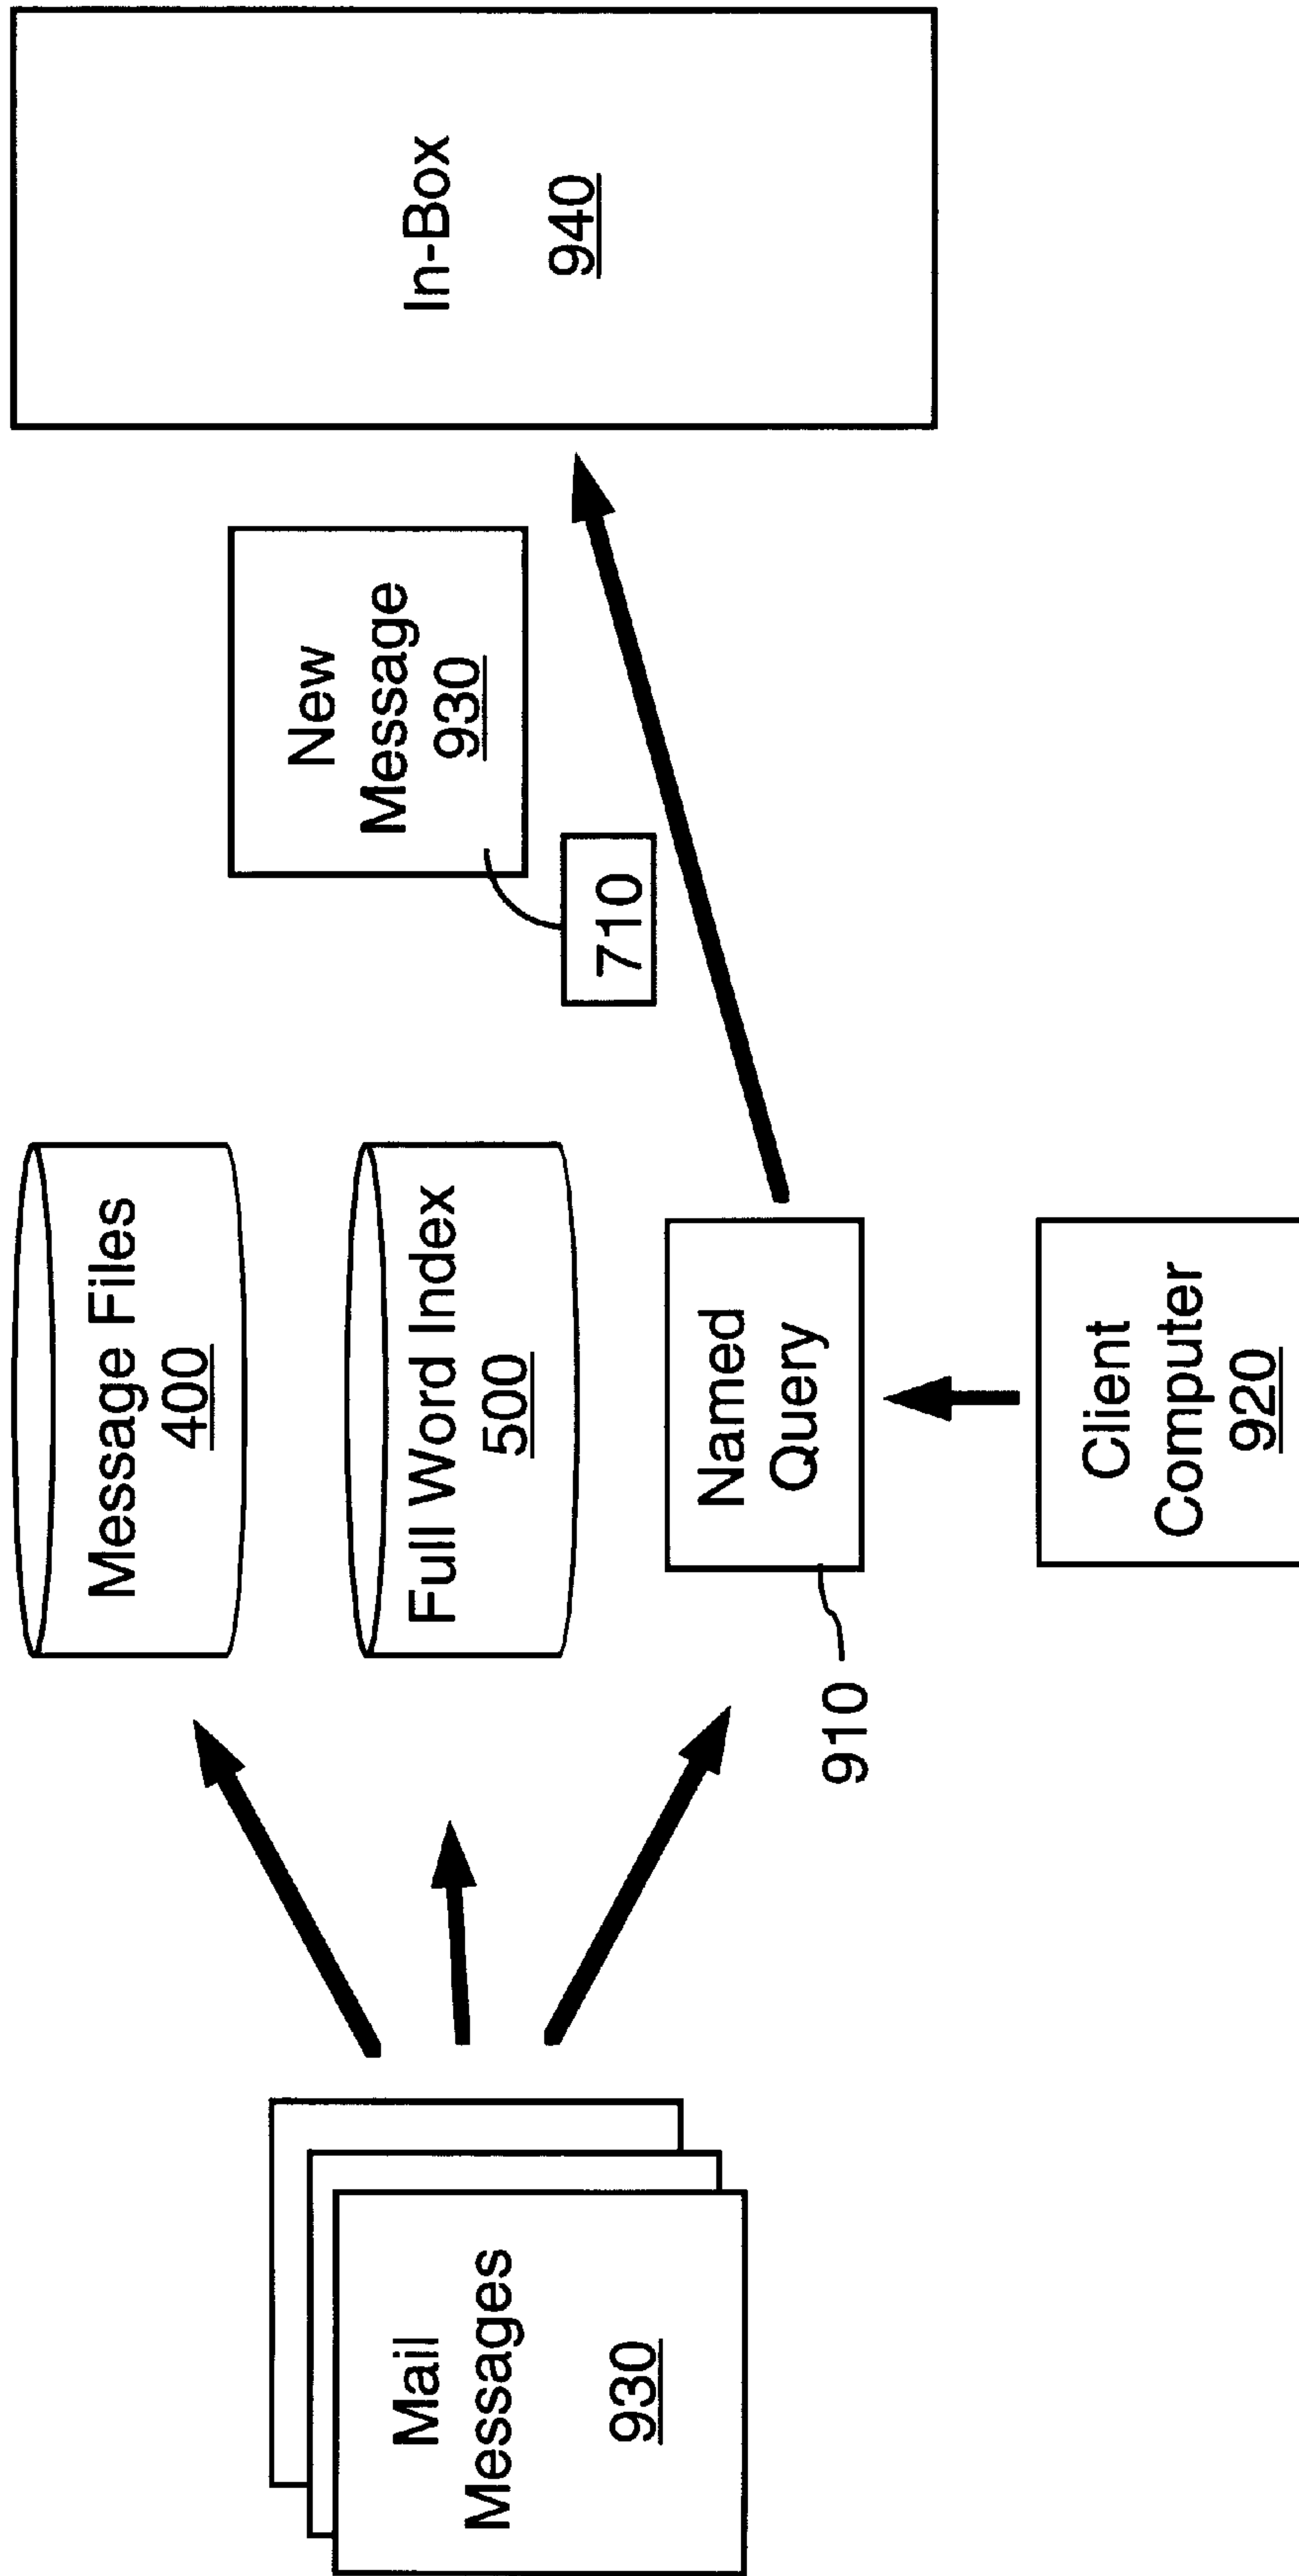 Mail
Messages
930
Message Files
400
Full Word Index
500
Named
Query
910
Client
Computer
920
New
Message
930
710
In-Box
940